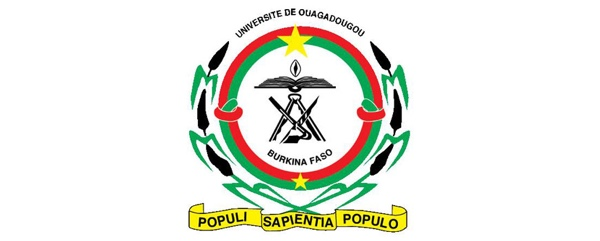 UNIVERSITE DE OUAGADOUGOU
BURKINA FASO
POPULI SAPIENTIA POPULO